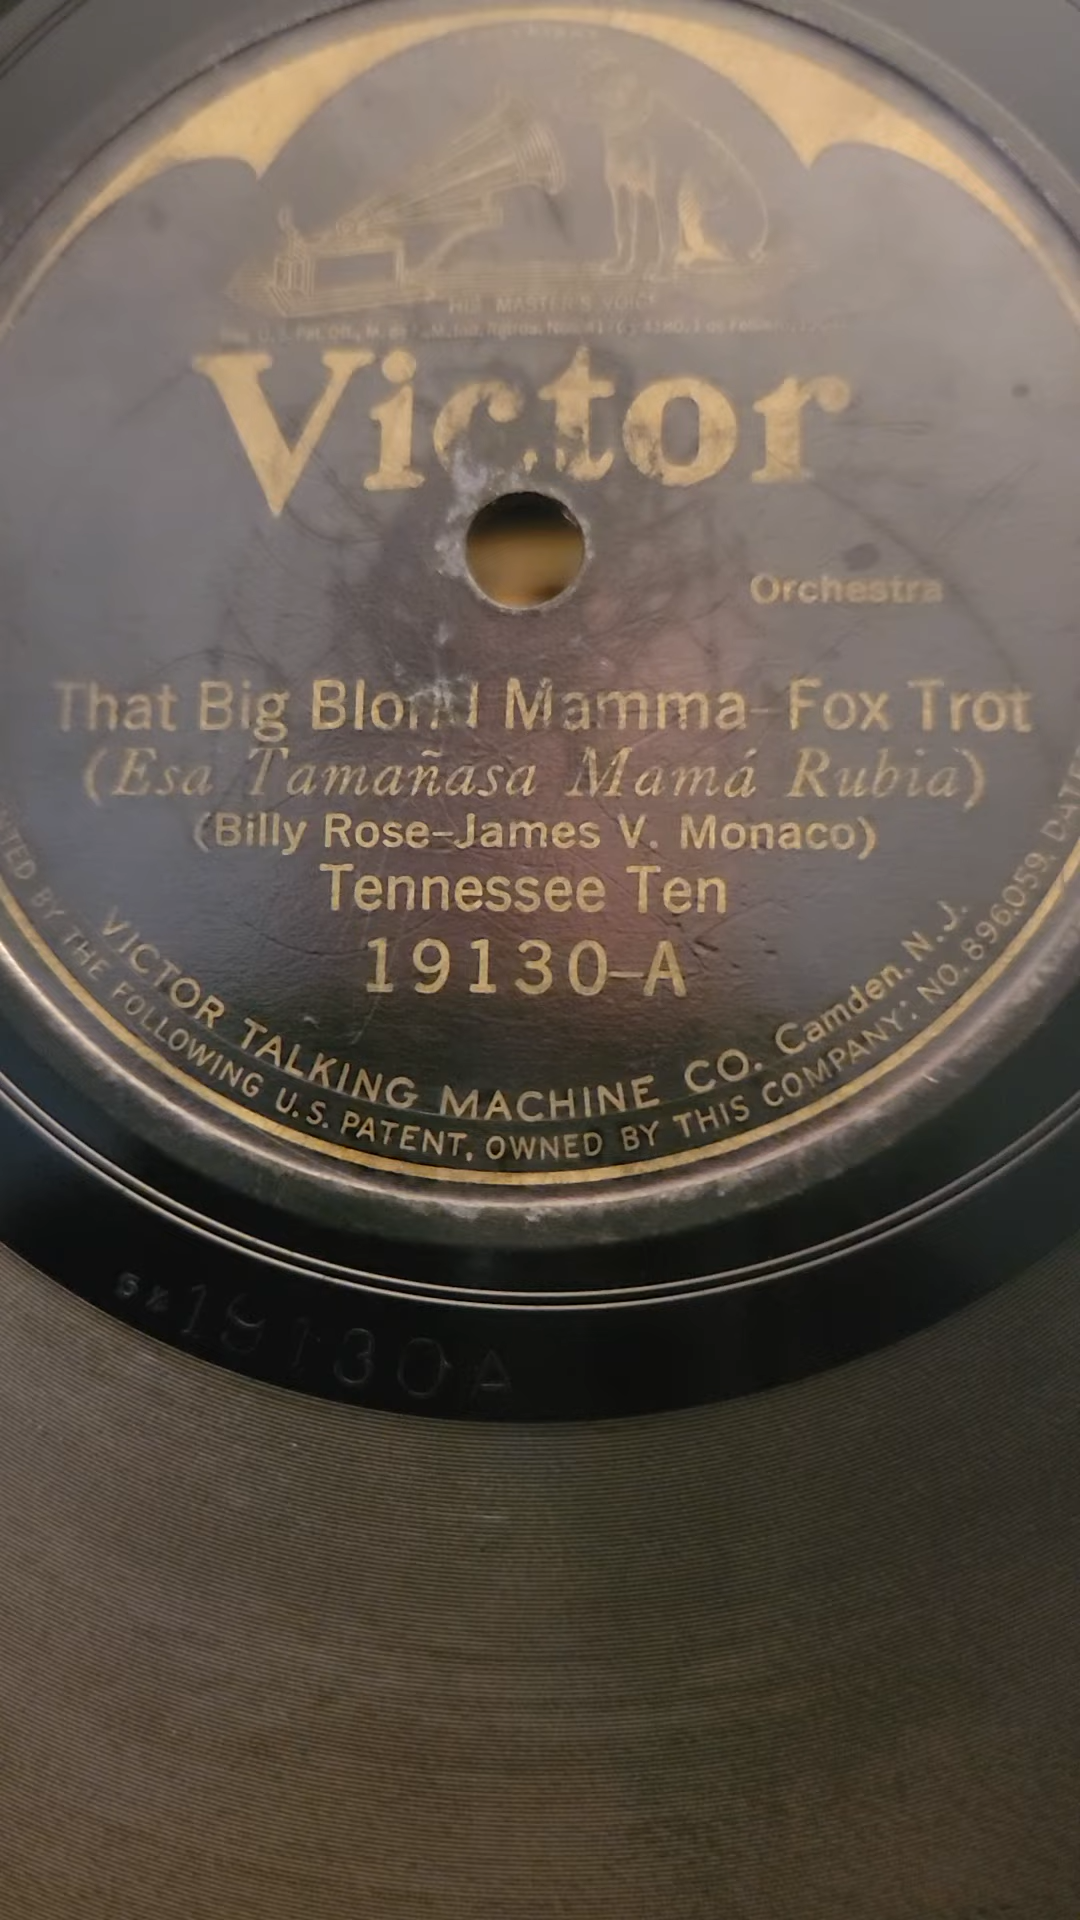 HIS MASTER'S VOICE
Victor
Orchestra
That Big Blond Mamma-Fox Trot
(Esa Tamañasa Mamá Rubia)
(Billy Rose-James V. Monaco)
Tennessee Ten
19130-A
VICTOR TALKING MACHINE CO. Camden. N.J.
BY THE FOLLOWING U.S. PATENT, OWNED BY THIS COMPANY: NO. 896,059, DATE
19130A